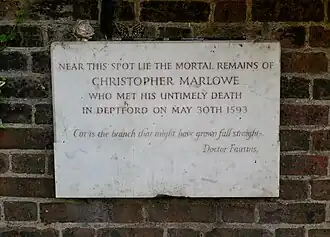 NEAR THIS SPOT LIE THE MORTAL REMAINS OF
CHRISTOPHER MARLOWE
WHO MET HIS UNTIMELY DEATH
IN DEPTFORD ON MAY 30TH 1593
Cut is the branch that might have grown full straight...
Doctor Faustus.